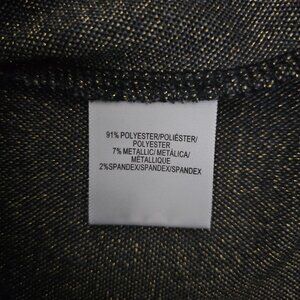 91% POLYESTER/POLIÉSTER/
POLYESTER
7% METALLIC/METÁLICA/
MÉTALLIQUE
2%SPANDEX/SPANDEX/SPANDEX